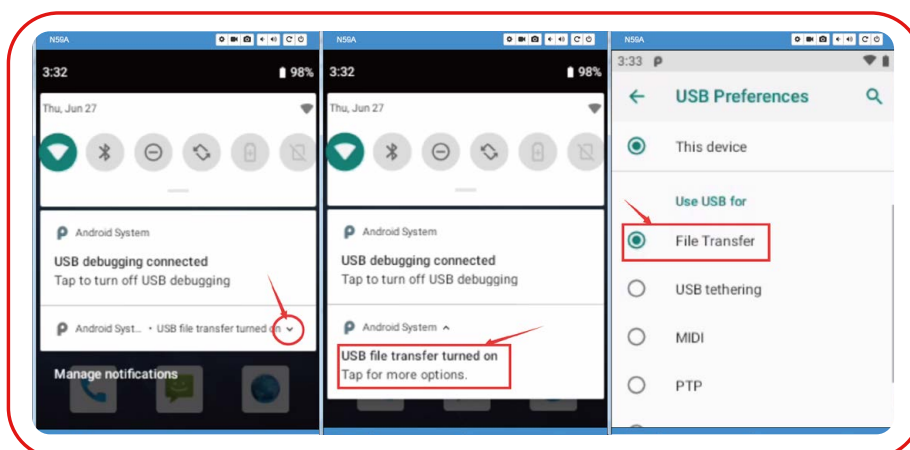 N59A
3:32
98%
Thu, Jun 27
Android System
USB debugging connected
Tap to turn off USB debugging
Android Syst... • USB file transfer turned on
Manage notifications
N59A
3:32
98%
Thu, Jun 27
Android System
USB debugging connected
Tap to turn off USB debugging
Android System
USB file transfer turned on
Tap for more options.
N59A
3:33
USB Preferences
This device
Use USB for
File Transfer
USB tethering
MIDI
PTP